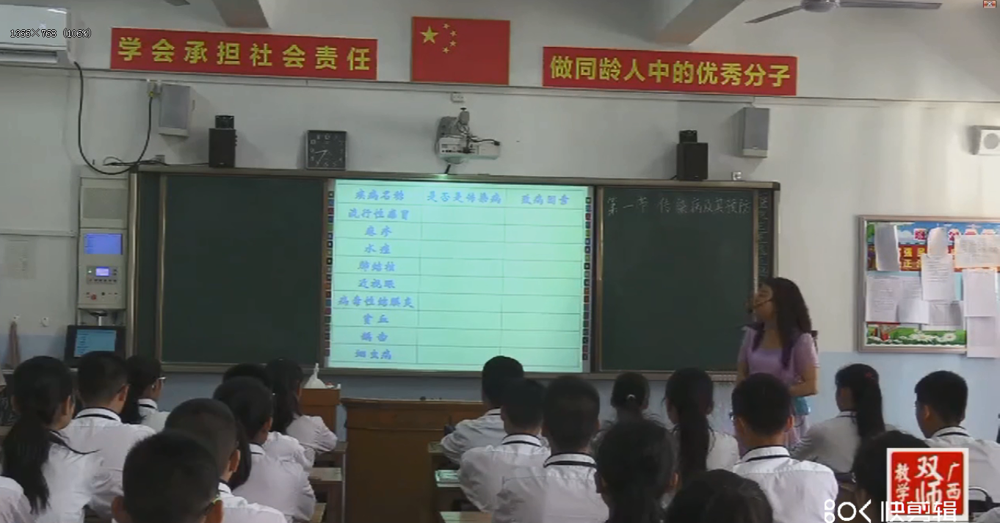 1366×768 (106%)
学会承担社会责任
做同龄人中的优秀分子
疾病名称 是否是传染病 致病因素
流行性感冒
麻疹
水痘
肺结核
近视眼
病毒性结膜炎
贫血
龋齿
蛔虫病
第一节 传染病及其预防
双师教学
广西
快剪辑